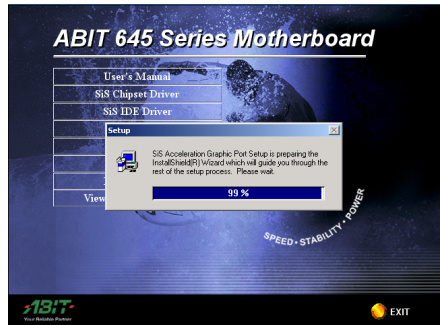 ABIT 645 Series Motherboard
User's Manual
SiS Chipset Driver
SiS IDE Driver
Setup
SiS Acceleration Graphic Port Setup is preparing the
InstallShield(R) Wizard which will guide you through the
rest of the setup process. Please wait.
99 %
View
SPEED • STABILITY • POWER
ABIT
Your Reliable Partner
EXIT